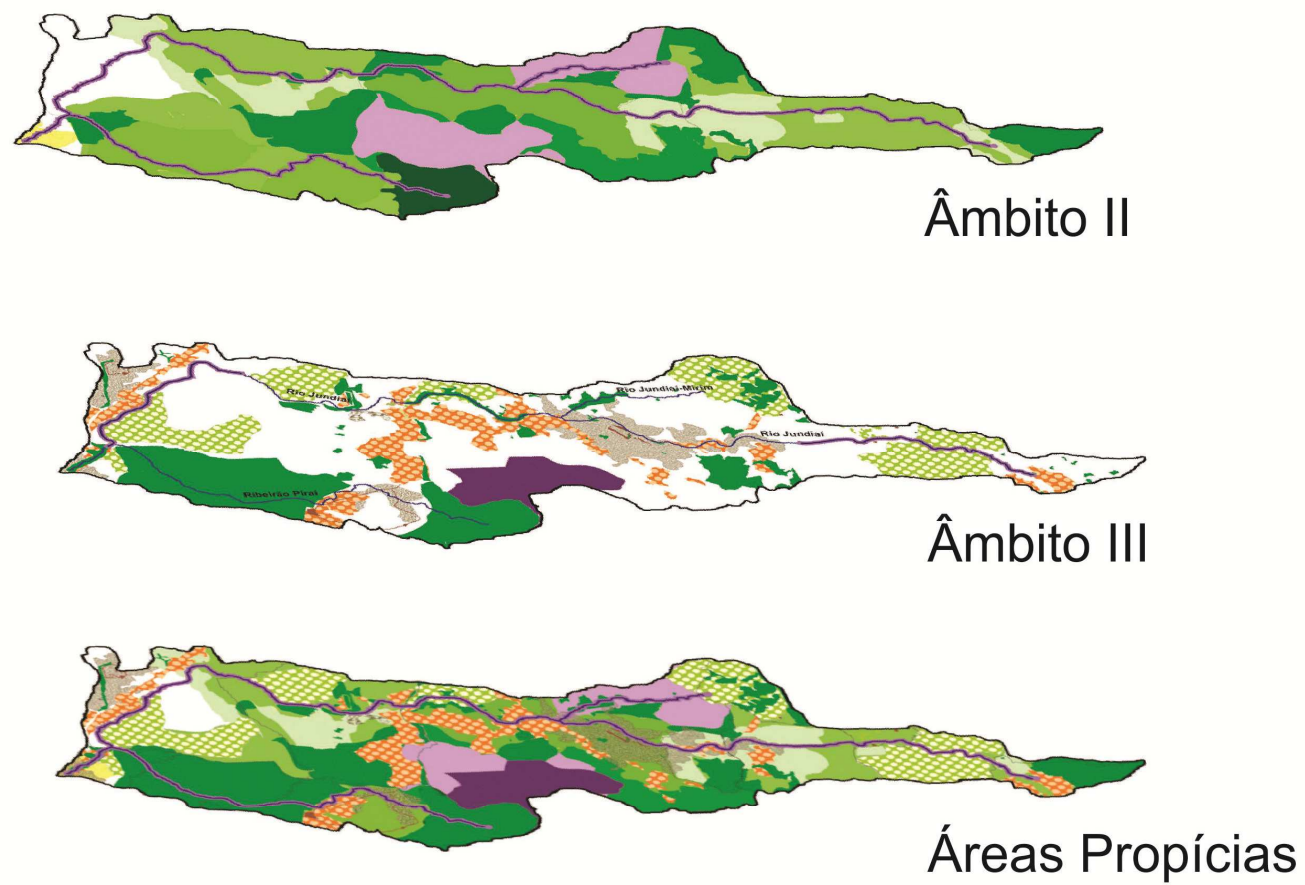 Âmbito II
Rio Jundiaí-Mirim
Rio Jundiaí
Rio Jundiaí
Ribeirão Piraí
Âmbito III
Áreas Propícias